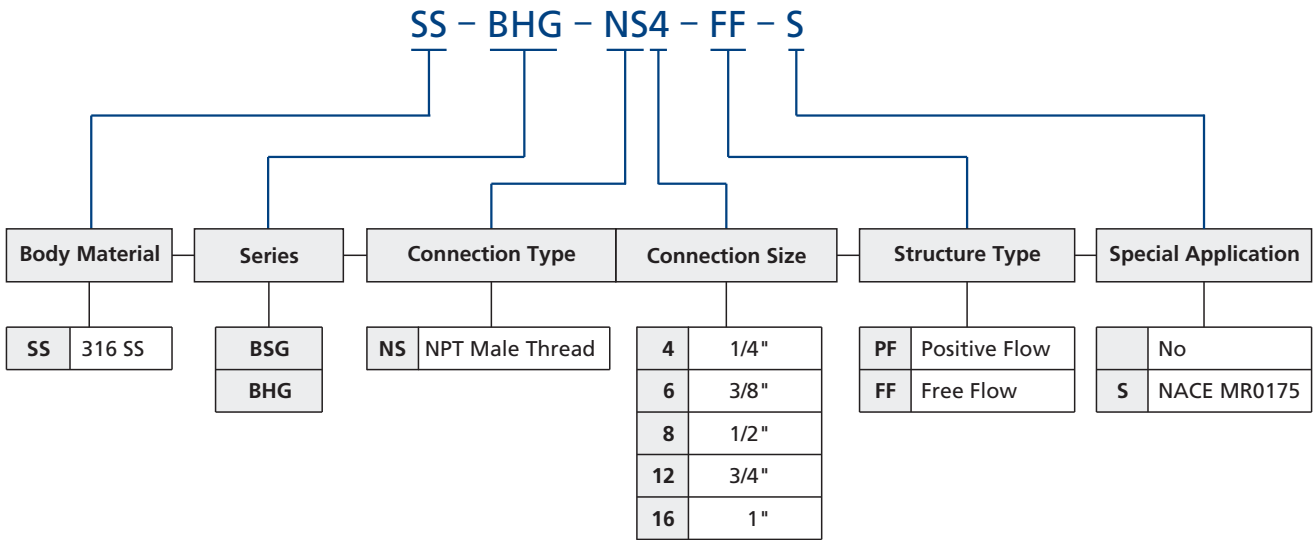 SS – BHG – NS4 – FF – S
Body Material Series Connection Type Connection Size Structure Type Special Application
SS 316 SS
BSG
BHG
NS NPT Male Thread
4 1/4"
6 3/8"
8 1/2"
12 3/4"
16 1"
PF Positive Flow
FF Free Flow
No
S NACE MR0175